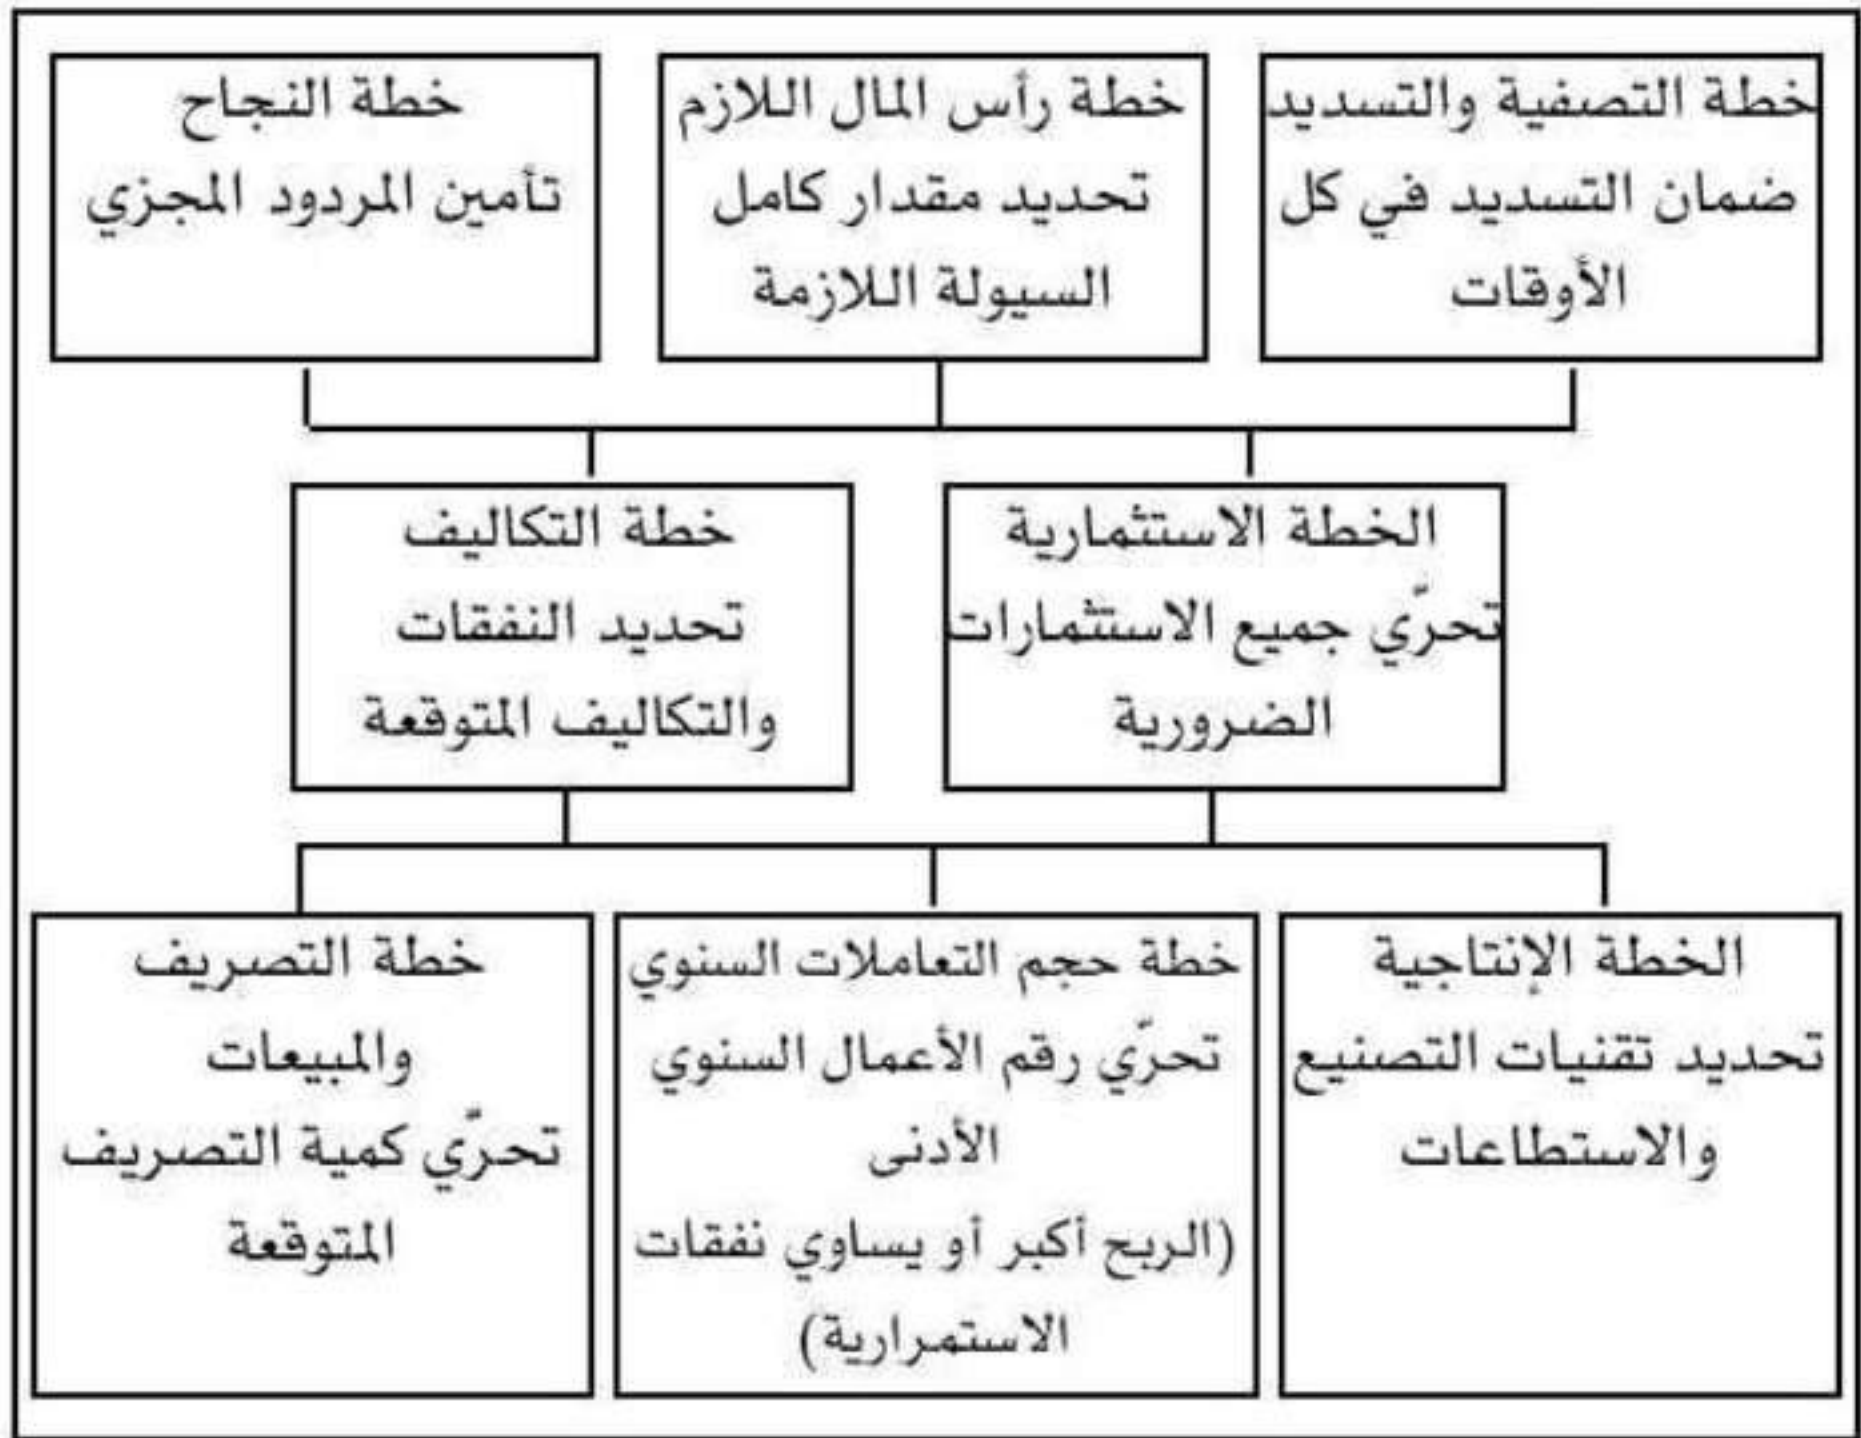 خطة التصفية والتسديد
ضمان التسديد في كل
الأوقات
خطة رأس المال اللازم
تحديد مقدار كامل
السيولة اللازمة
خطة النجاح
تأمين المردود المجزي
الخطة الاستثمارية
تحرّي جميع الاستثمارات
الضرورية
خطة التكاليف
تحديد النفقات
والتكاليف المتوقعة
الخطة الإنتاجية
تحديد تقنيات التصنيع
والاستطاعات
خطة حجم التعاملات السنوي
تحرّي رقم الأعمال السنوي
الأدنى
(الربح أكبر أو يساوي نفقات
الاستمرارية)
خطة التصريف
والمبيعات
تحرّي كمية التصريف
المتوقعة